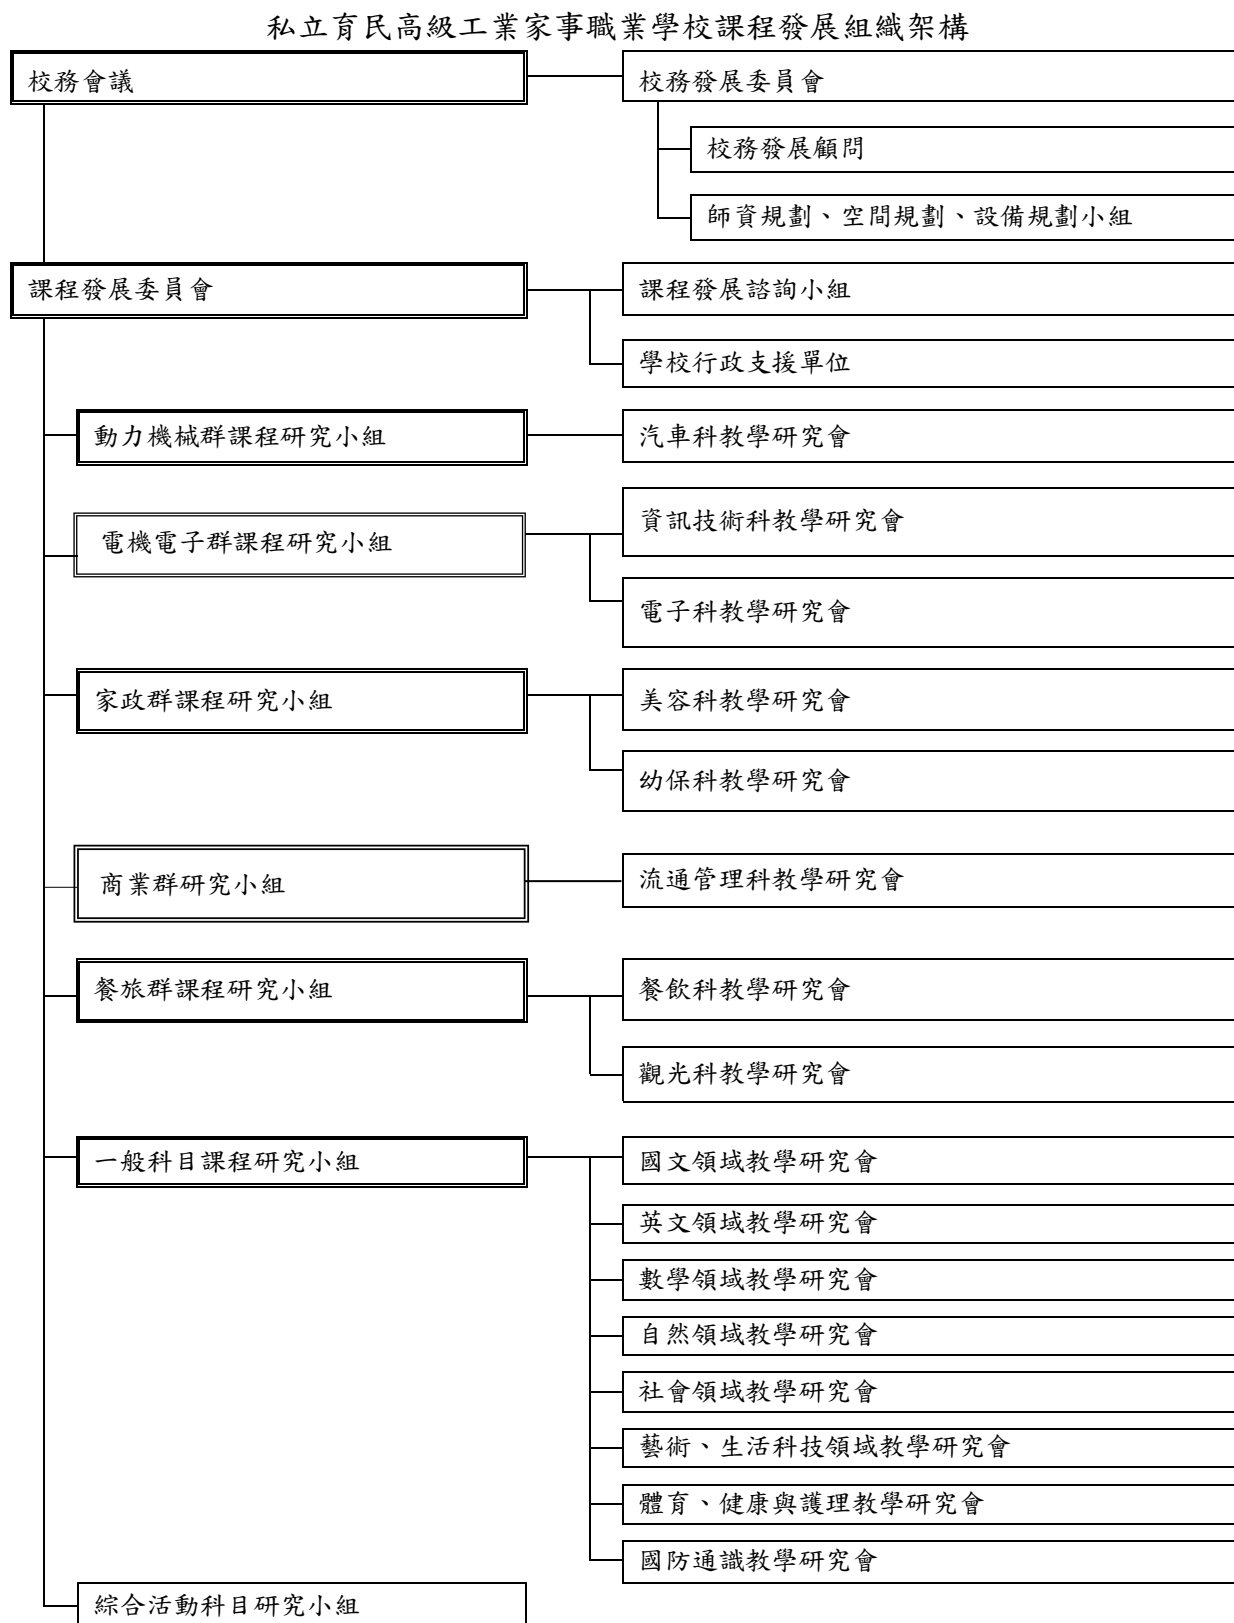 私立育民高級工業家事職業學校課程發展組織架構
校務會議
校務發展委員會
校務發展顧問
師資規劃、空間規劃、設備規劃小組
課程發展委員會
課程發展諮詢小組
學校行政支援單位
動力機械群課程研究小組
汽車科教學研究會
電機電子群課程研究小組
資訊技術科教學研究會
電子科教學研究會
家政群課程研究小組
美容科教學研究會
幼保科教學研究會
商業群研究小組
流通管理科教學研究會
餐旅群課程研究小組
餐飲科教學研究會
觀光科教學研究會
一般科目課程研究小組
國文領域教學研究會
英文領域教學研究會
數學領域教學研究會
自然領域教學研究會
社會領域教學研究會
藝術、生活科技領域教學研究會
體育、健康與護理教學研究會
國防通識教學研究會
綜合活動科目研究小組